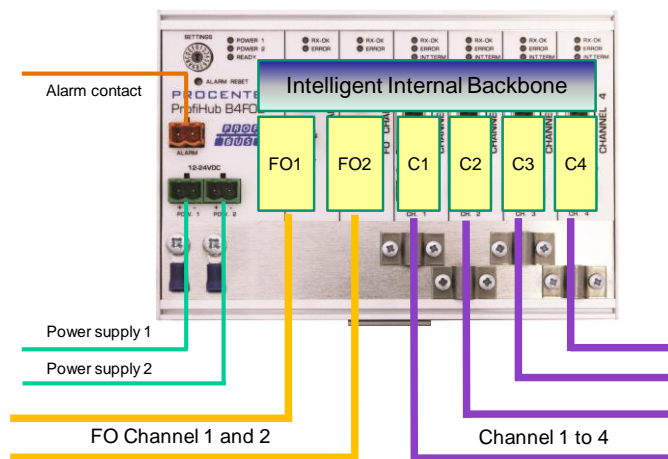 SETTINGS
POWER 1
POWER 2
READY
RX-OK
ERROR
RX-OK
ERROR
RX-OK
ERROR
INT.TERM
RX-OK
ERROR
INT.TERM
RX-OK
ERROR
INT.TERM
RX-OK
ERROR
INT.TERM
ALARM RESET
Intelligent Internal Backbone
Alarm contact
PROCENTE
ProfiHub B4FO
PROFI
BUS
ALARM
FO1
FO2
C1
C2
C3
C4
CHANNEL 4
12-24VDC
+ - + -
POW. 1
POW. 2
CH. 1
CH. 2
CH. 3
CH. 4
Power supply 1
Power supply 2
FO Channel 1 and 2
Channel 1 to 4